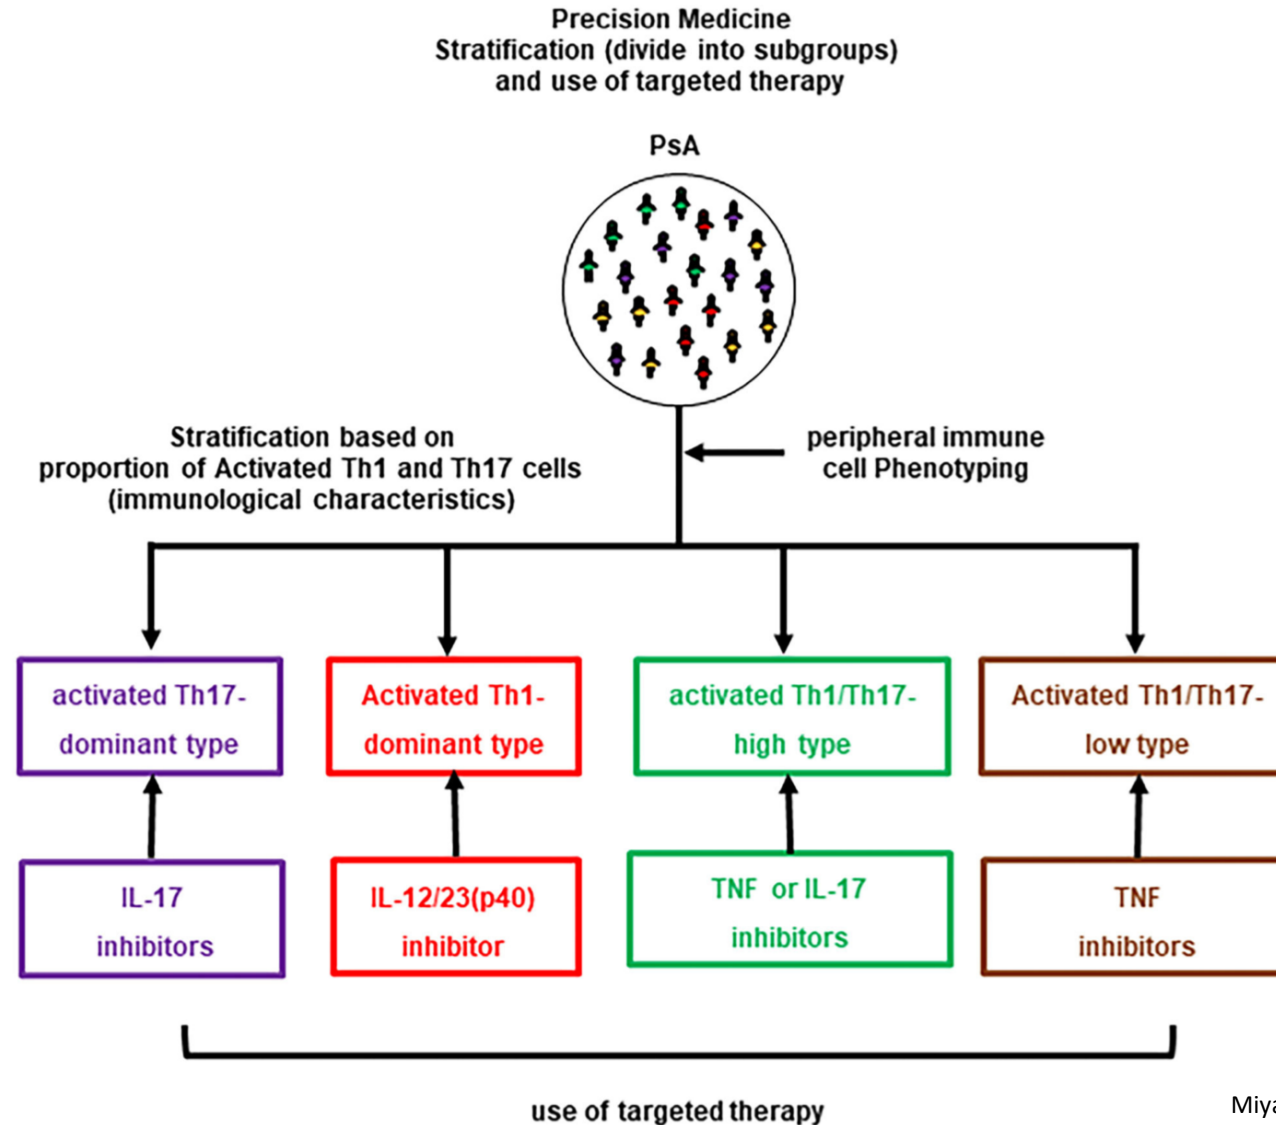 Precision Medicine
Stratification (divide into subgroups)
and use of targeted therapy
PsA
Stratification based on
proportion of Activated Th1 and Th17 cells
(immunological characteristics)
peripheral immune
cell Phenotyping
activated Th17-
dominant type
Activated Th1-
dominant type
activated Th1/Th17-
high type
Activated Th1/Th17-
low type
IL-17
inhibitors
IL-12/23(p40)
inhibitor
TNF or IL-17
inhibitors
TNF
inhibitors
use of targeted therapy